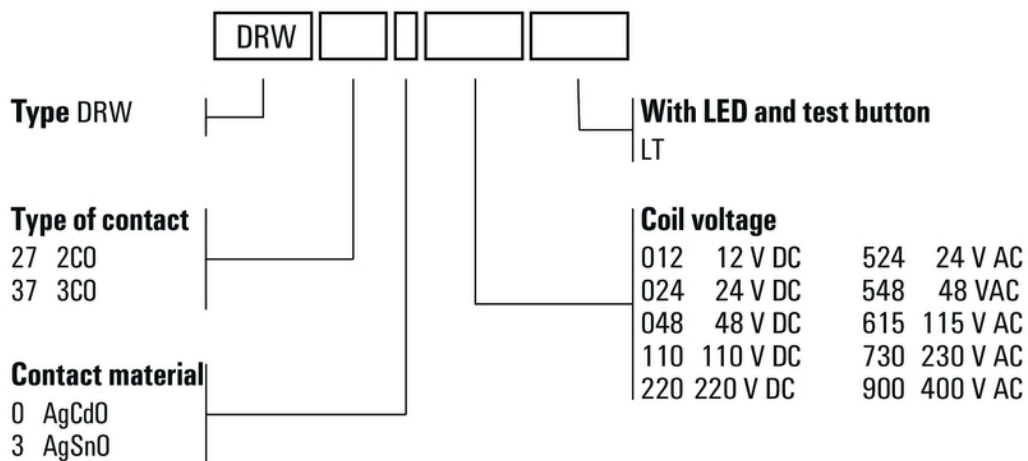 DRW
Type DRW
With LED and test button
LT
Type of contact
27 2CO
37 3CO
Coil voltage
012 12 V DC 524 24 V AC
024 24 V DC 548 48 VAC
048 48 V DC 615 115 V AC
110 110 V DC 730 230 V AC
220 220 V DC 900 400 V AC
Contact material
0 AgCdO
3 AgSnO